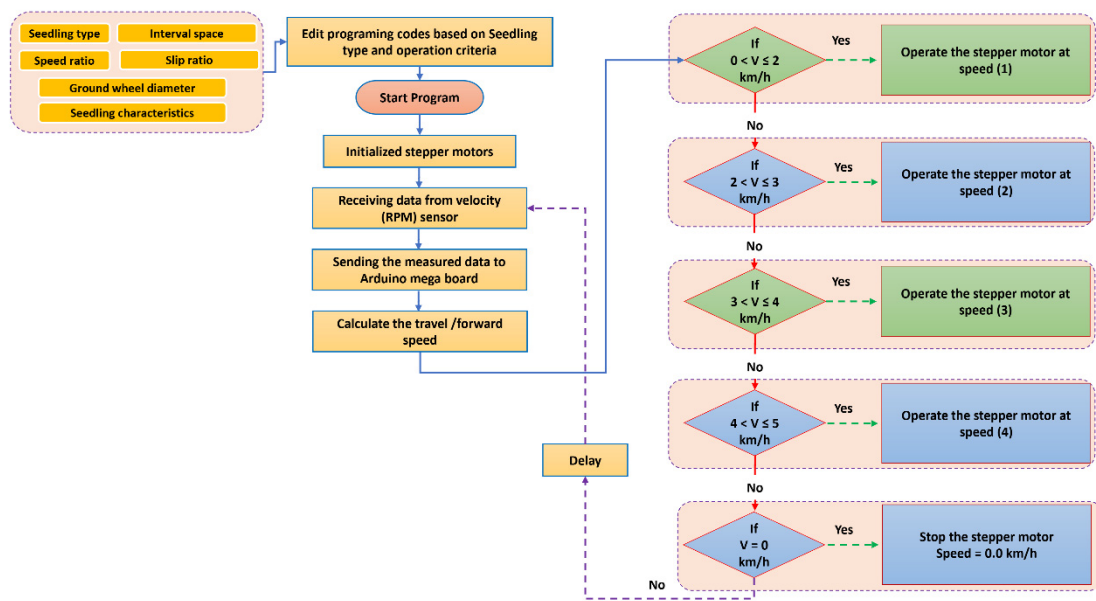 Seedling type
Interval space
Speed ratio
Slip ratio
Ground wheel diameter
Seedling characteristics
Edit programing codes based on Seedling
type and operation criteria
Start Program
Initialized stepper motors
Receiving data from velocity
(RPM) sensor
Sending the measured data to
Arduino mega board
Calculate the travel /forward
speed
Delay
If
0 < V ≤ 2
km/h
Yes
Operate the stepper motor at
speed (1)
No
If
2 < V ≤ 3
km/h
Yes
Operate the stepper motor at
speed (2)
No
If
3 < V ≤ 4
km/h
Yes
Operate the stepper motor at
speed (3)
No
If
4 < V ≤ 5
km/h
Yes
Operate the stepper motor at
speed (4)
No
If
V = 0
km/h
Yes
Stop the stepper motor
Speed = 0.0 km/h
No